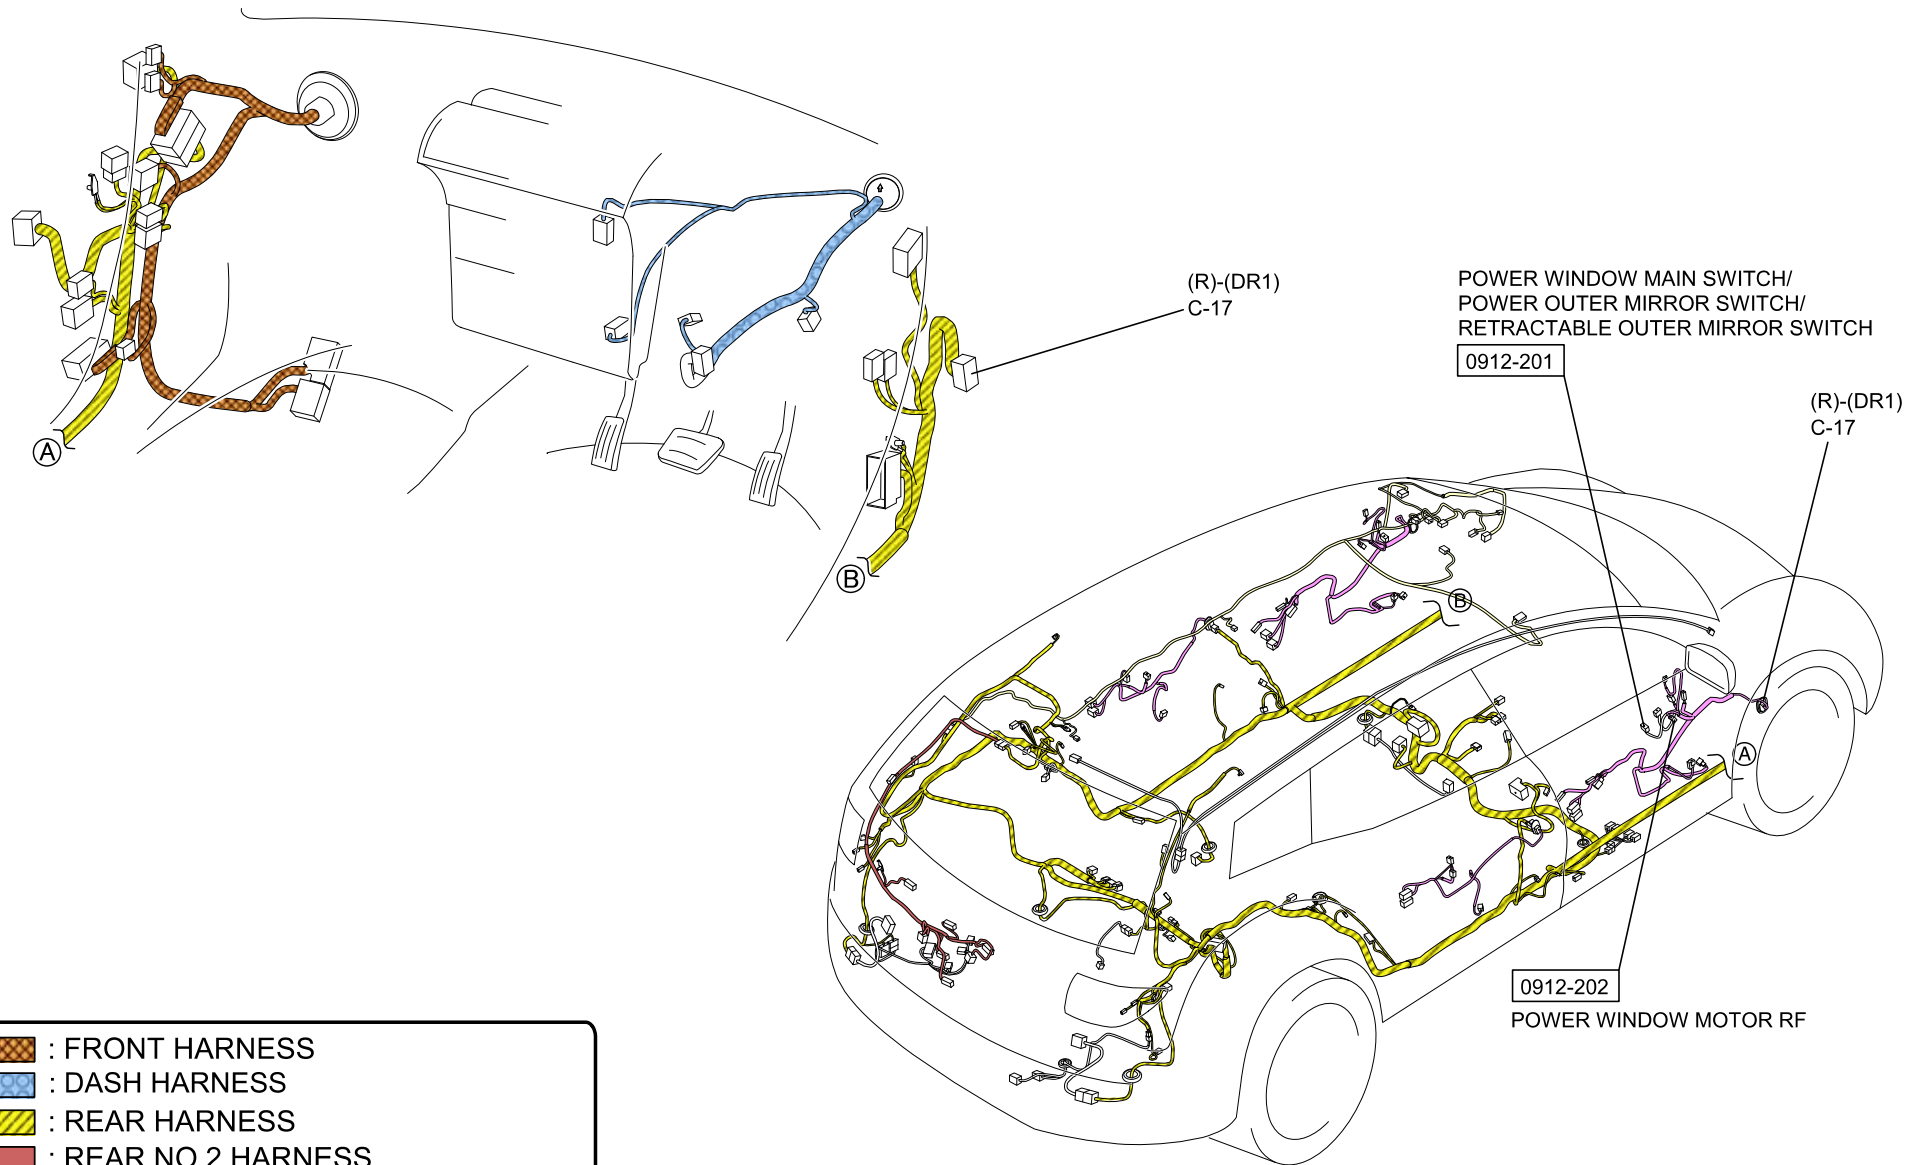 (R)-(DR1)
C-17
POWER WINDOW MAIN SWITCH/
POWER OUTER MIRROR SWITCH/
RETRACTABLE OUTER MIRROR SWITCH
0912-201
(R)-(DR1)
C-17
A
B
B
A
0912-202
POWER WINDOW MOTOR RF
: FRONT HARNESS
: DASH HARNESS
: REAR HARNESS
: REAR NO.2 HARNESS